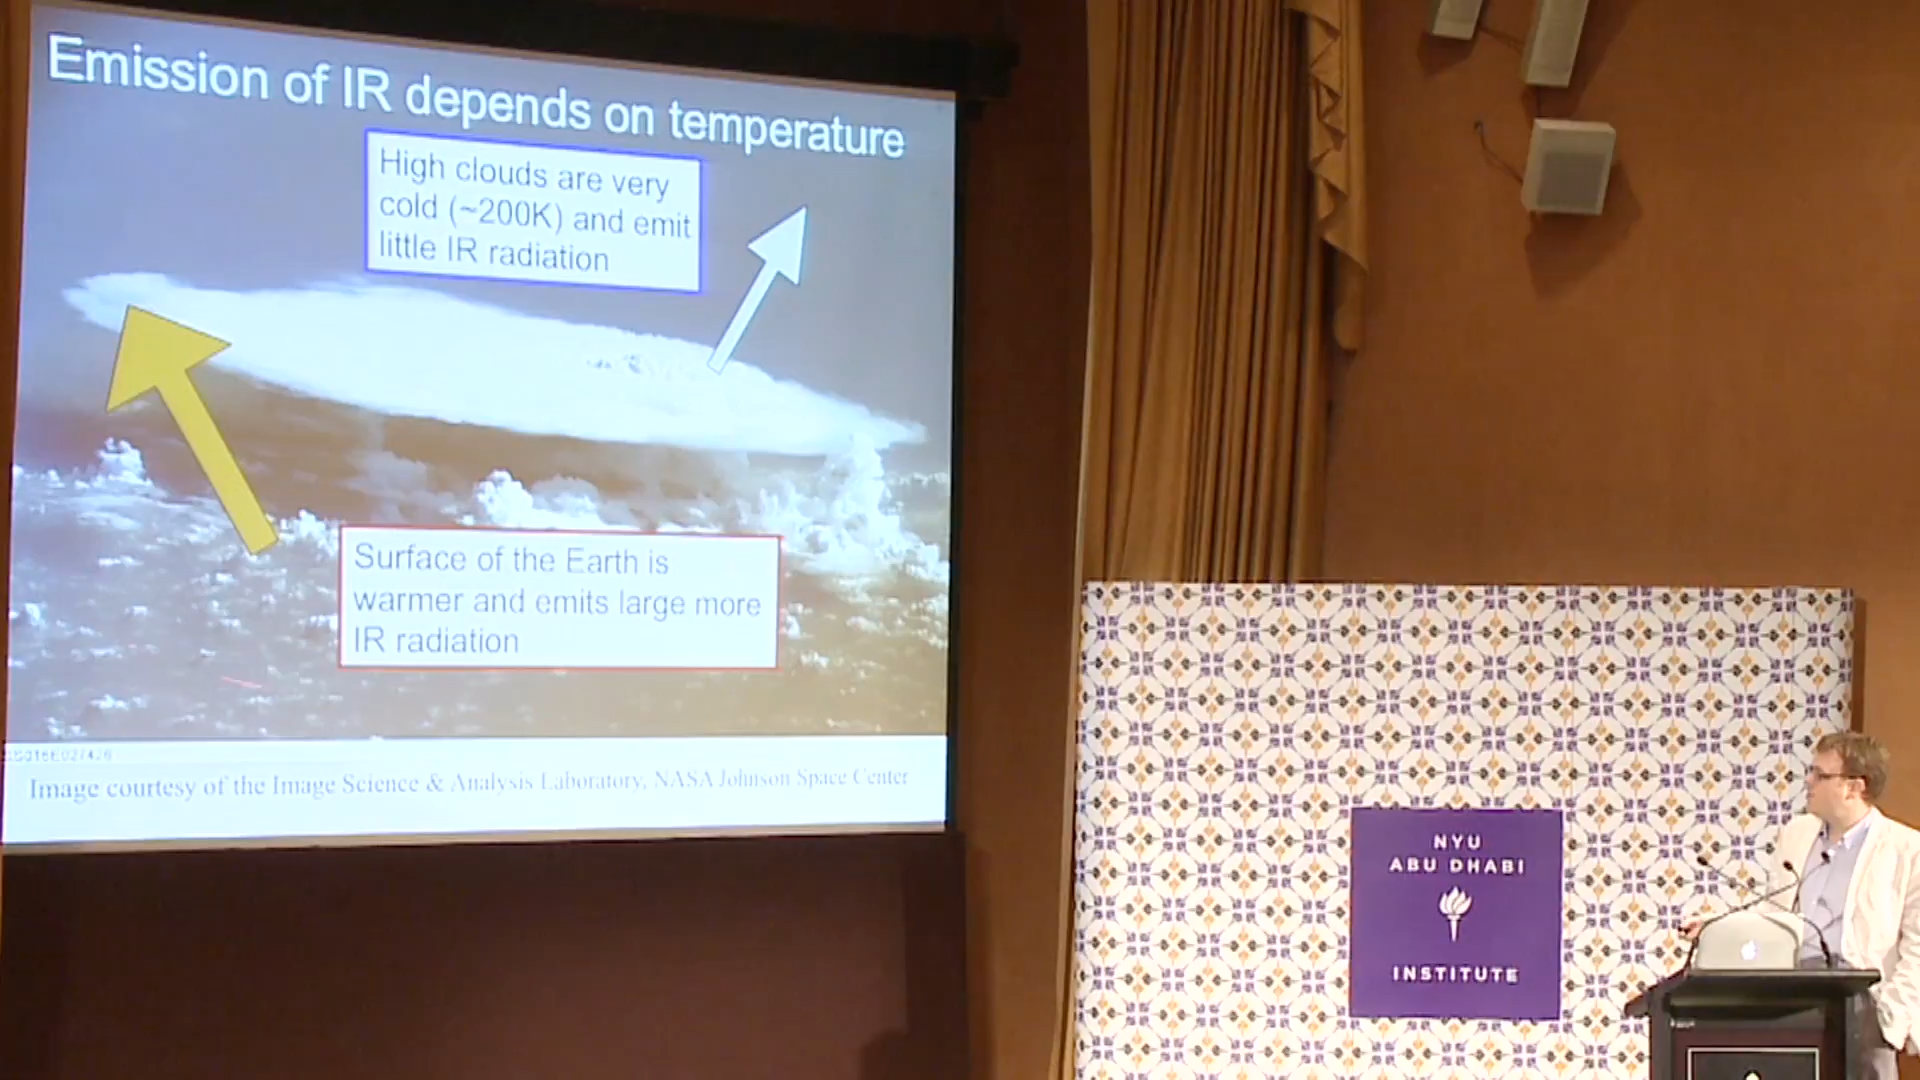 Emission of IR depends on temperature
High clouds are very
cold (~200K) and emit
little IR radiation
Surface of the Earth is
warmer and emits large more
IR radiation
Image courtesy of the Image Science & Analysis Laboratory, NASA Johnson Space Center
NYU
ABU DHABI
INSTITUTE